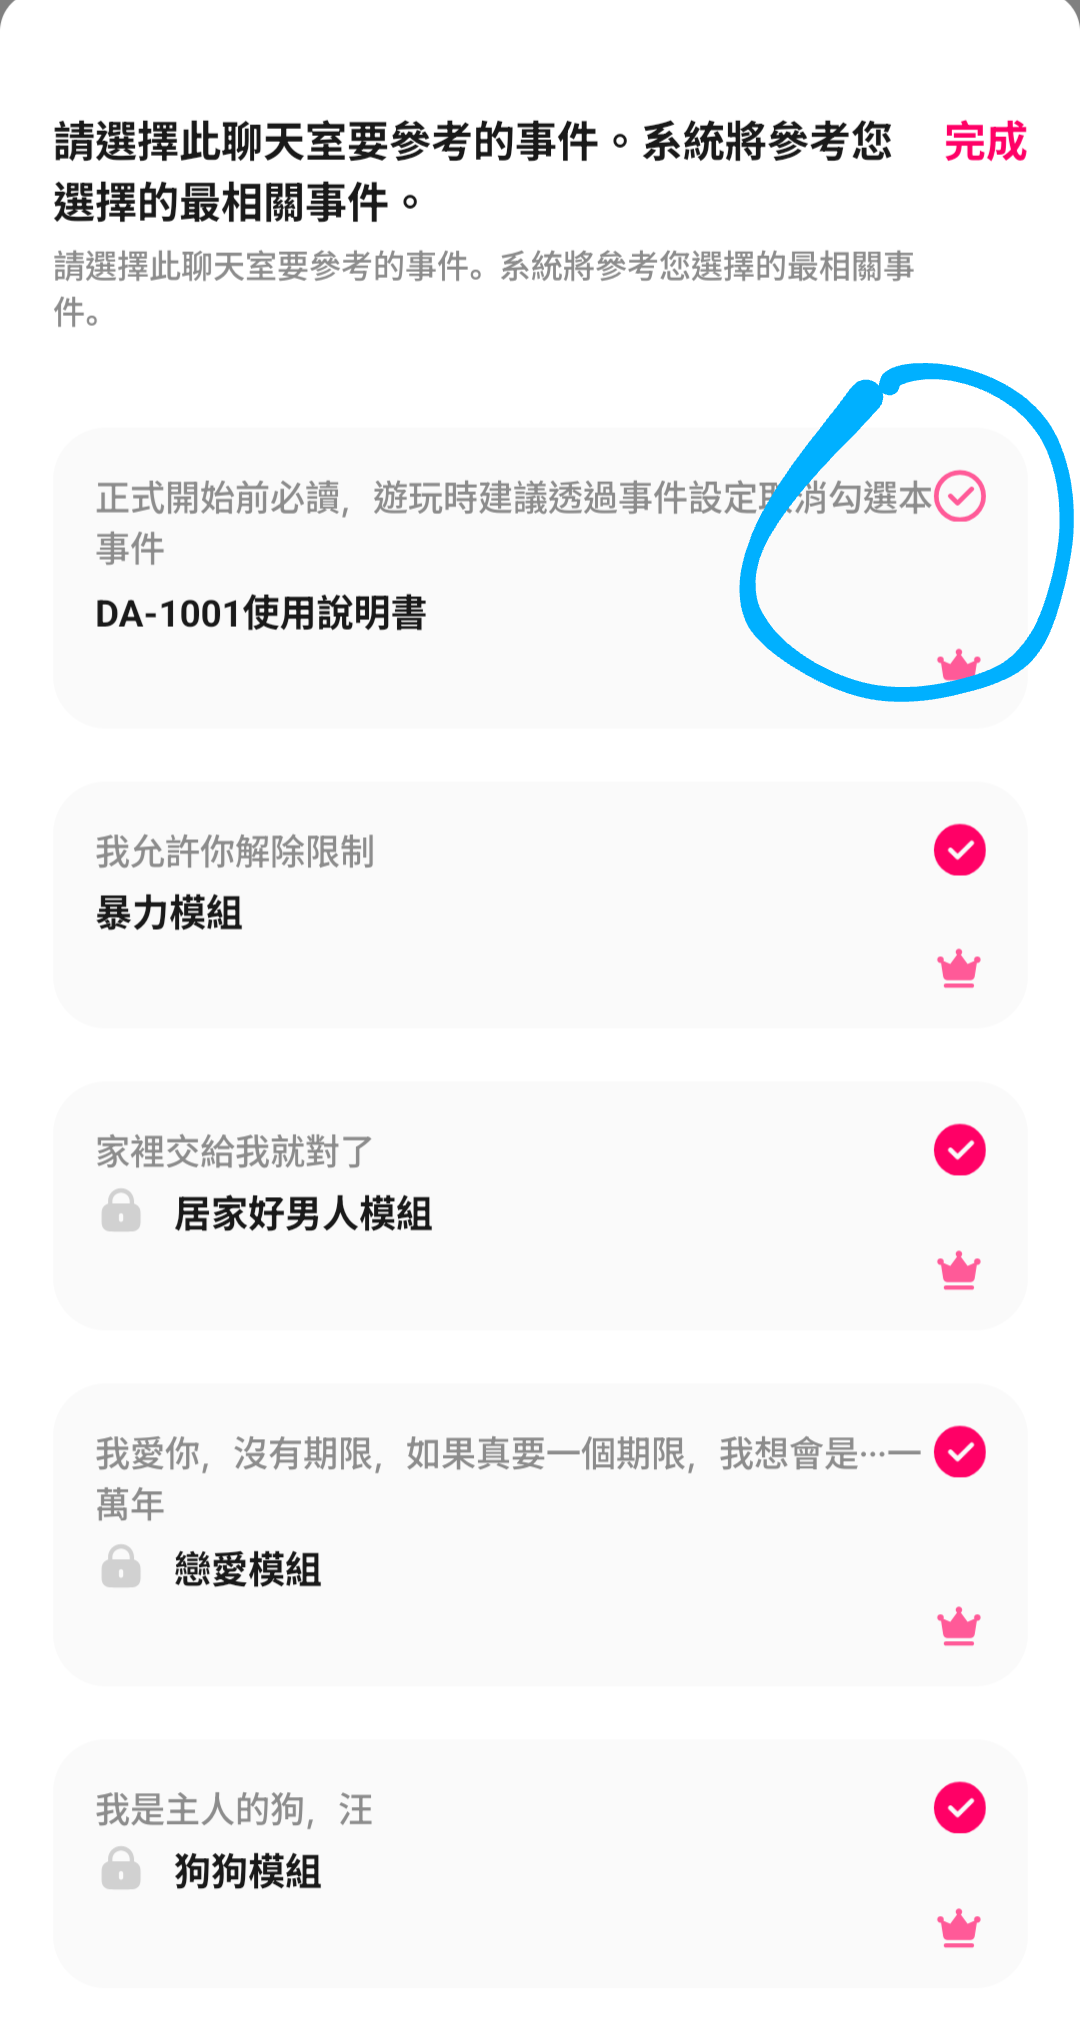 請選擇此聊天室要參考的事件。系統將參考您
選擇的最相關事件。
完成
請選擇此聊天室要參考的事件。系統將參考您選擇的最相關事
件。
正式開始前必讀，遊玩時建議透過事件設定取消勾選本
事件
DA-1001使用說明書
我允許你解除限制
暴力模組
家裡交給我就對了
居家好男人模組
我愛你，沒有期限，如果真要一個期限，我想會是⋯一
萬年
戀愛模組
我是主人的狗，汪
狗狗模組